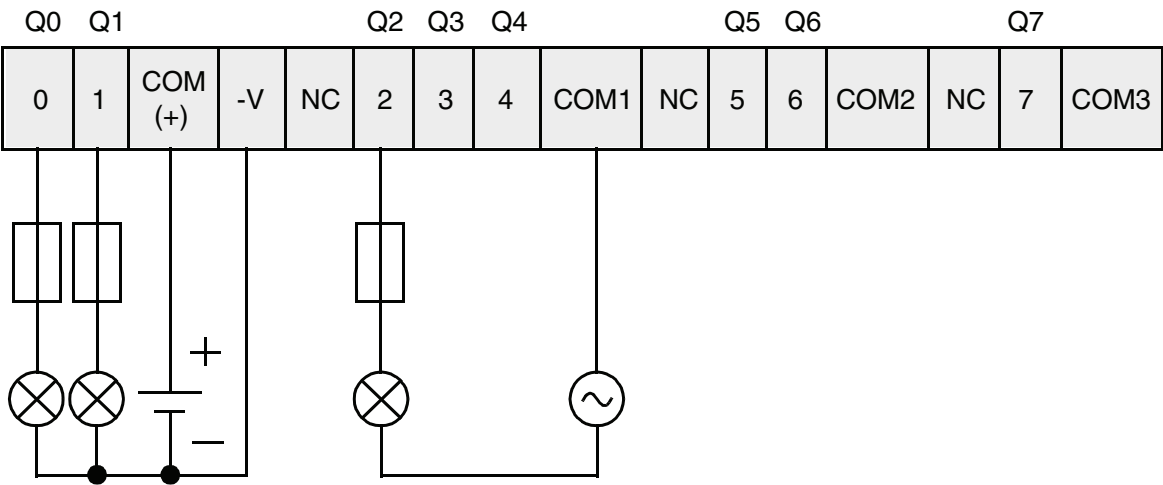 Q0 Q1 Q2 Q3 Q4 Q5 Q6 Q7
0 1 COM (+) -V NC 2 3 4 COM1 NC 5 6 COM2 NC 7 COM3
+
—